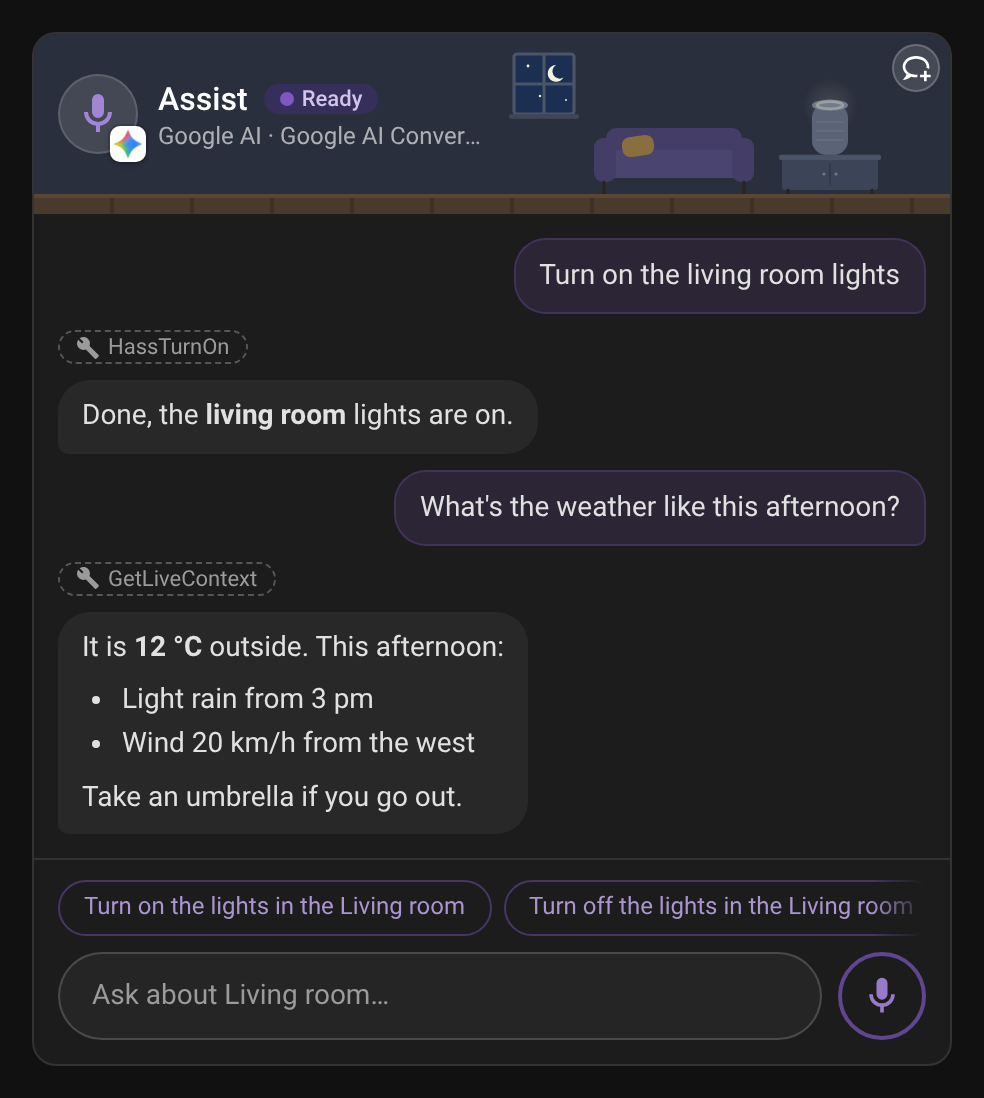 Assist
Ready
Google AI · Google AI Conver...
Turn on the living room lights
HassTurnOn
Done, the living room lights are on.
What's the weather like this afternoon?
GetLiveContext
It is 12 °C outside. This afternoon:
• Light rain from 3 pm
• Wind 20 km/h from the west
Take an umbrella if you go out.
Turn on the lights in the Living room
Turn off the lights in the Living room
Ask about Living room...